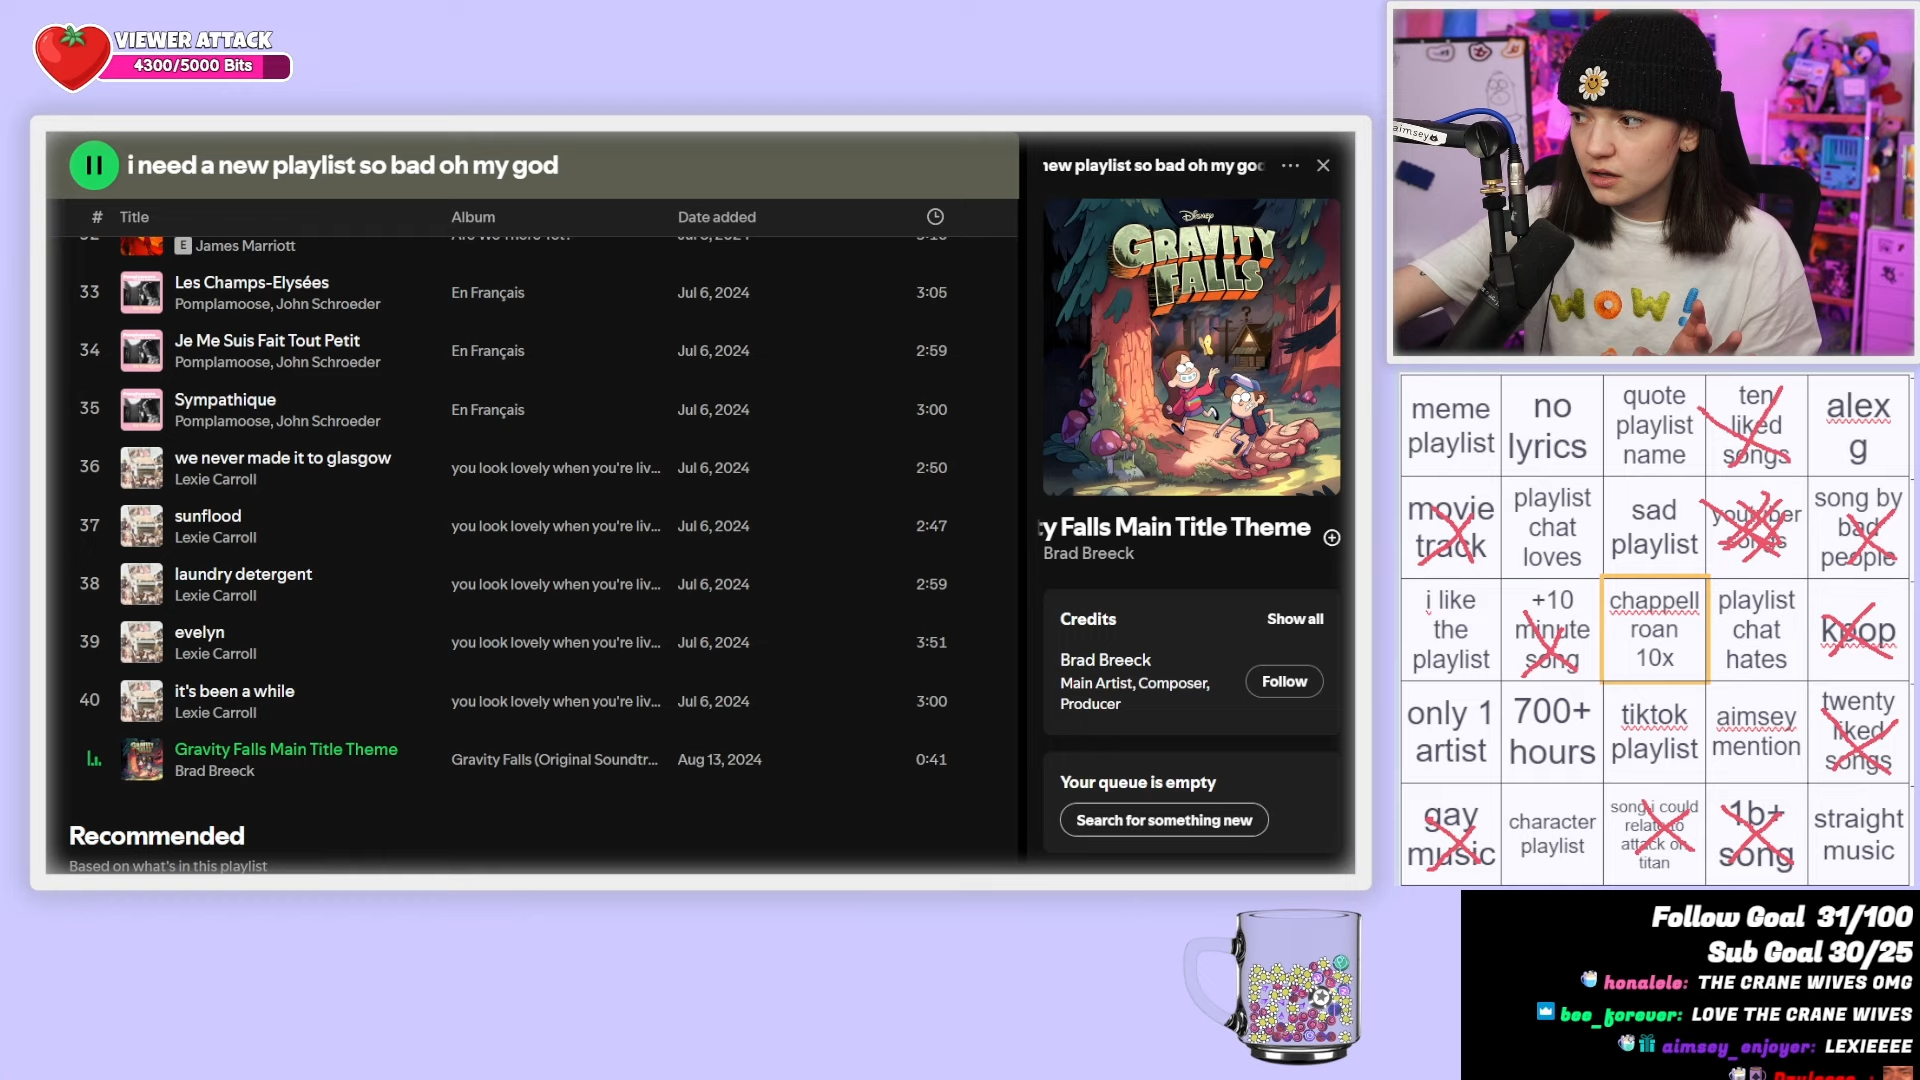 VIEWER ATTACK
4300/5000 Bits
i need a new playlist so bad oh my god
# Title Album Date added
James Marriott
E
33 Les Champs-Elysées En Français Jul 6, 2024 3:05
Pomplamoose, John Schroeder
34 Je Me Suis Fait Tout Petit En Français Jul 6, 2024 2:59
Pomplamoose, John Schroeder
35 Sympathique En Français Jul 6, 2024 3:00
Pomplamoose, John Schroeder
36 we never made it to glasgow you look lovely when you're liv... Jul 6, 2024 2:50
Lexie Carroll
37 sunflood you look lovely when you're liv... Jul 6, 2024 2:47
Lexie Carroll
38 laundry detergent you look lovely when you're liv... Jul 6, 2024 2:59
Lexie Carroll
39 evelyn you look lovely when you're liv... Jul 6, 2024 3:51
Lexie Carroll
40 it's been a while you look lovely when you're liv... Jul 6, 2024 3:00
Lexie Carroll
Gravity Falls Main Title Theme Gravity Falls (Original Soundtr... Aug 13, 2024 0:41
Brad Breeck
Recommended
Based on what's in this playlist
new playlist so bad oh my god
Disney
GRAVITY
FALLS
ty Falls Main Title Theme
Brad Breeck
Credits Show all
Brad Breeck
Main Artist, Composer,
Producer
Follow
Your queue is empty
Search for something new
aimsey
WOW!
meme
playlist
no
lyrics
quote
playlist
name
ten
liked
songs
alex
g
movie
track
playlist
chat
loves
sad
playlist
youtuber
songs
song by
bad
people
i like
the
playlist
+10
minute
song
chappell
roan
10x
playlist
chat
hates
kpop
only 1
artist
700+
hours
tiktok
playlist
aimsey
mention
twenty
liked
songs
gay
music
character
playlist
song i could
relate to
attack on
titan
1b+
song
straight
music
Follow Goal 31/100
Sub Goal 30/25
honalelo: THE CRANE WIVES OMG
bee_forever: LOVE THE CRANE WIVES
aimsey_enjoyer: LEXIEEEE